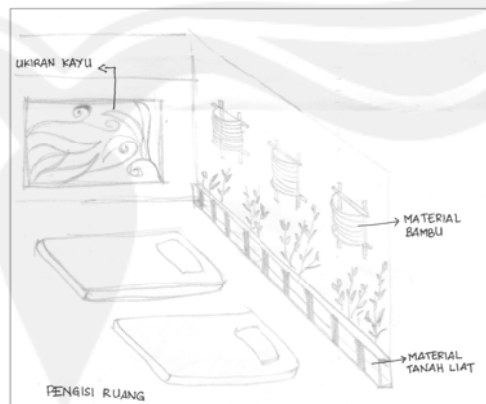 UKIRAN KAYU
MATERIAL
BAMBU
MATERIAL
TANAH LIAT
PENGISI RUANG